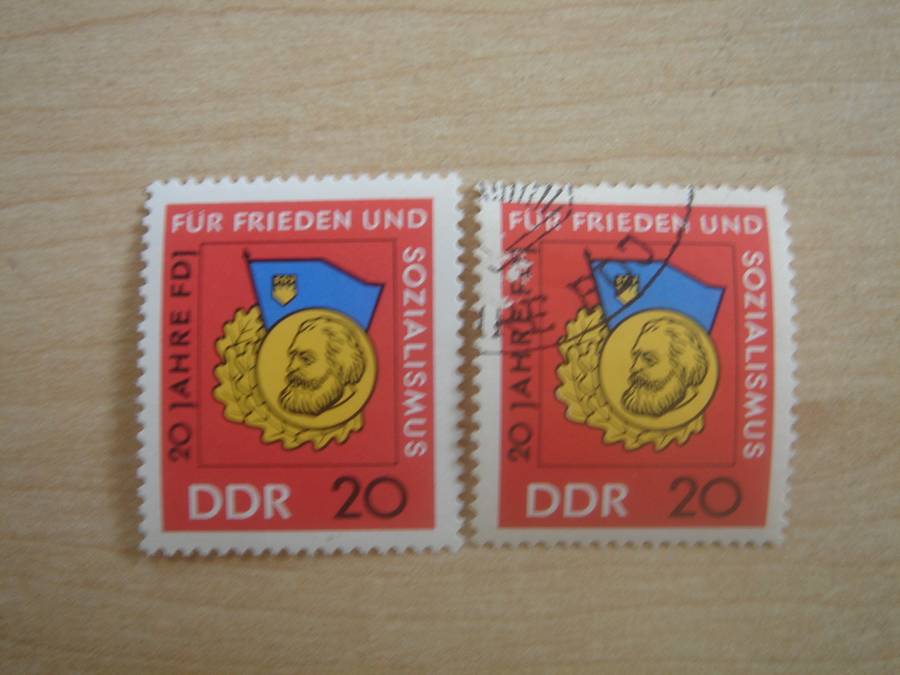 FÜR FRIEDEN UND
SOZIALISMUS
20 JAHRE FDJ
DDR 20
FÜR FRIEDEN UND
SOZIALISMUS
20 JAHRE FDJ
DDR 20